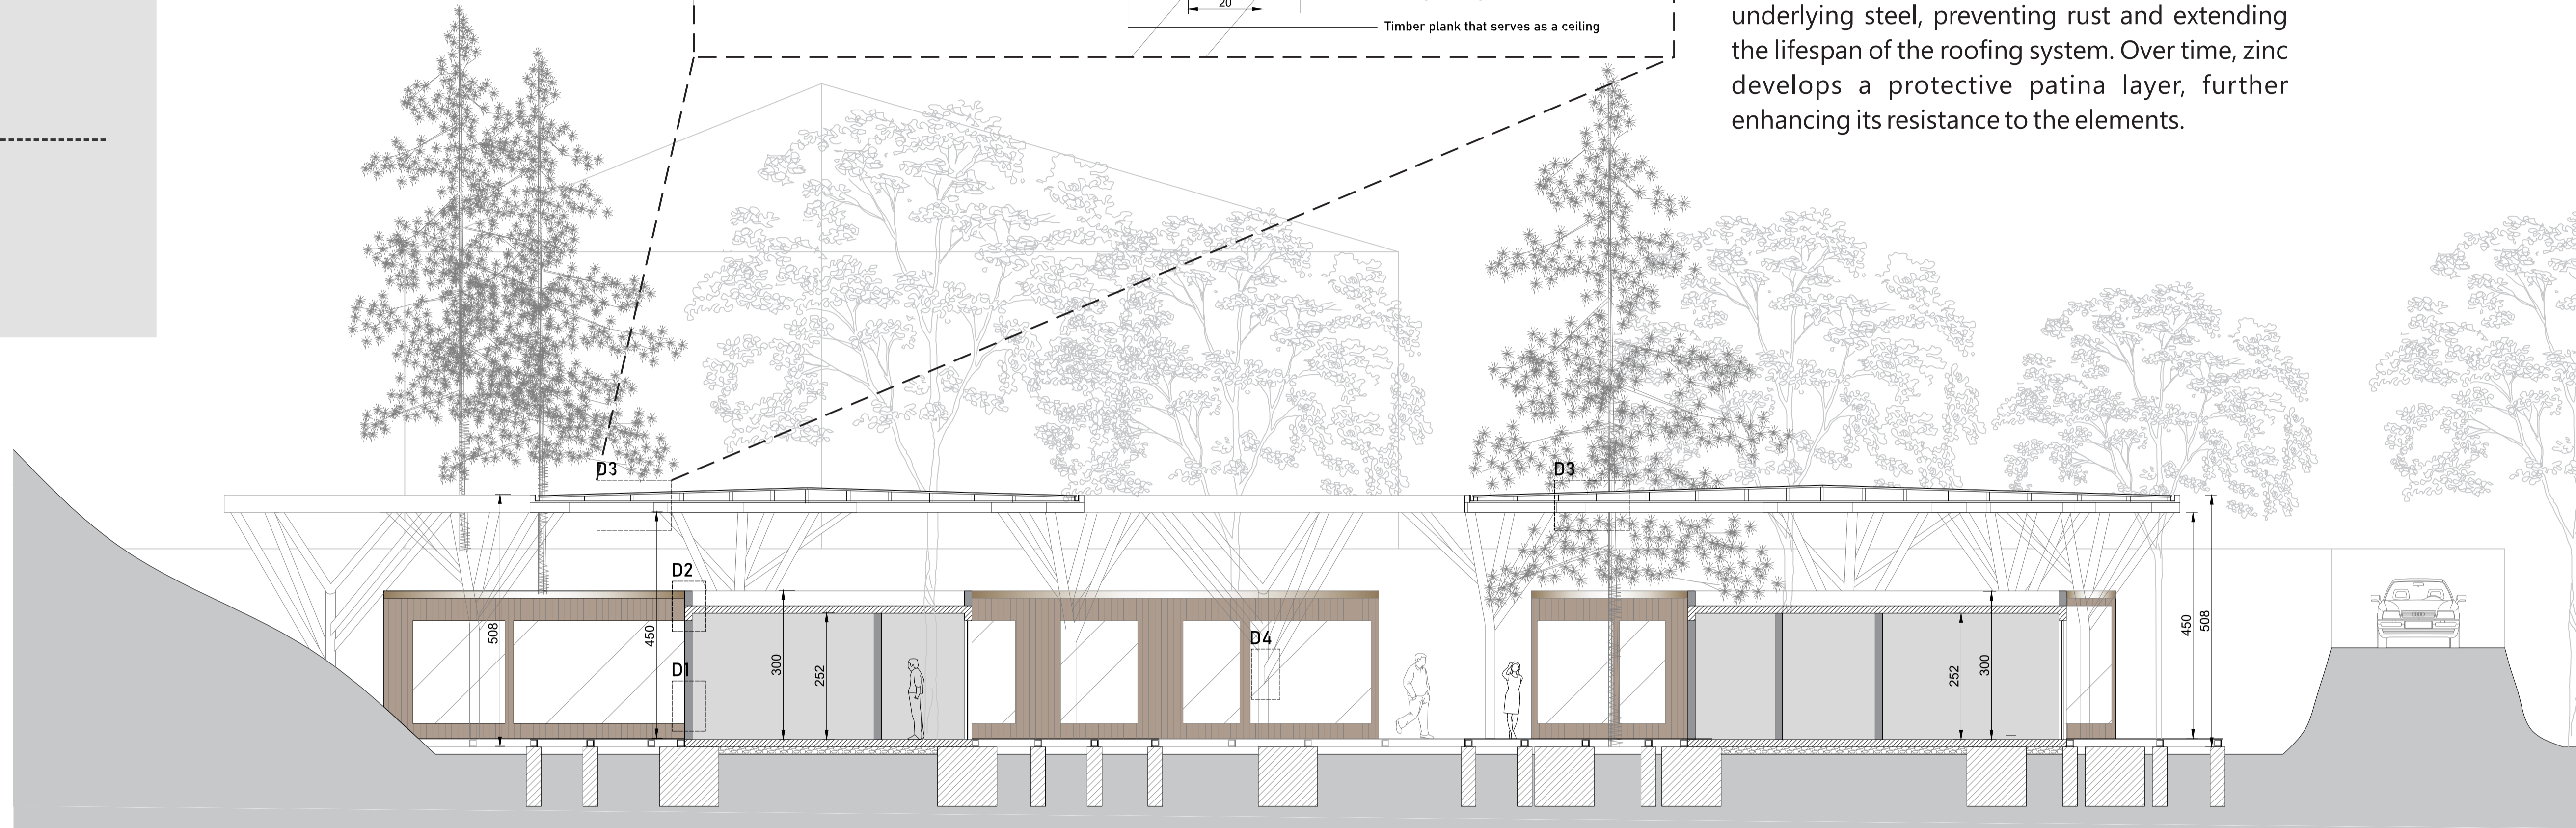 20
Timber plank that serves as a ceiling
underlying steel, preventing rust and extending
the lifespan of the roofing system. Over time, zinc
develops a protective patina layer, further
enhancing its resistance to the elements.
D3
D3
D2
D1
D4
508
450
300
252
252
300
450
508